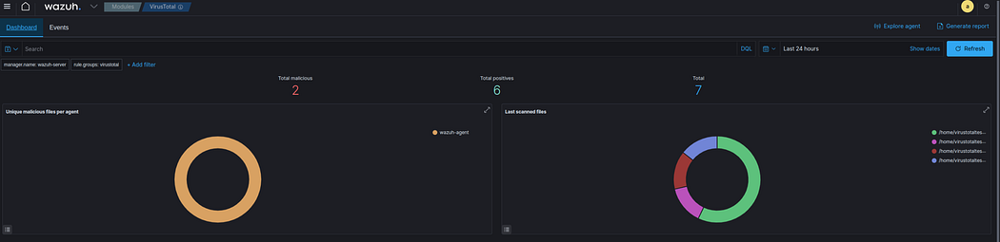 wazuh.
Modules
VirusTotal
a
Dashboard
Events
Explore agent
Generate report
Search
DQL
Last 24 hours
Show dates
Refresh
manager.name: wazuh-server
rule.groups: virustotal
+ Add filter
Total malicious
2
Total positives
6
Total
7
Unique malicious files per agent
wazuh-agent
Last scanned files
/home/virustotaltes...
/home/virustotaltes...
/home/virustotaltes...
/home/virustotaltes...